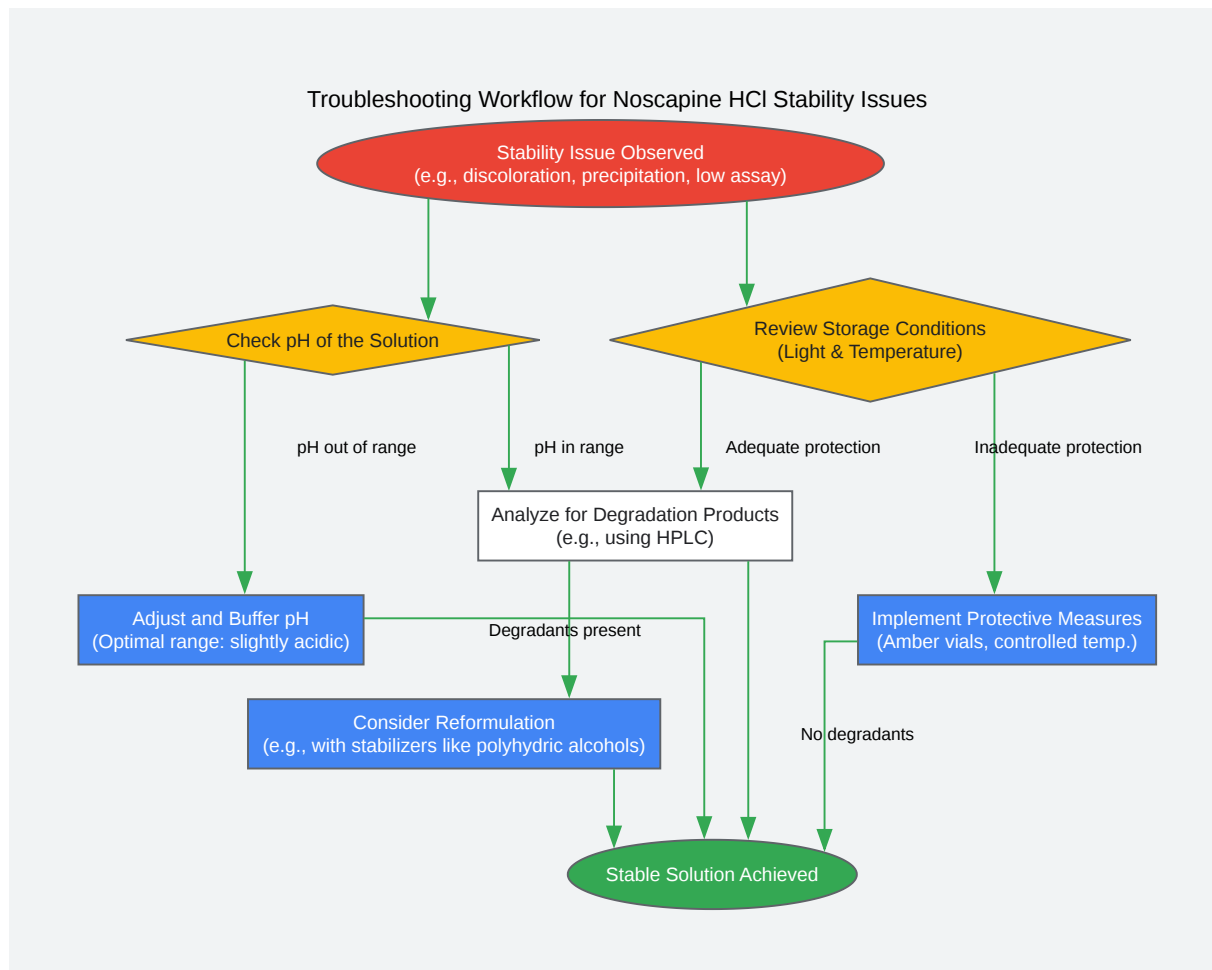 Troubleshooting Workflow for Noscapine HCl Stability Issues
Stability Issue Observed
(e.g., discoloration, precipitation, low assay)
Check pH of the Solution
Review Storage Conditions
(Light & Temperature)
pH out of range
pH in range
Adequate protection
Inadequate protection
Analyze for Degradation Products
(e.g., using HPLC)
Adjust and Buffer pH
(Optimal range: slightly acidic)
Degradants present
Implement Protective Measures
(Amber vials, controlled temp.)
Consider Reformulation
(e.g., with stabilizers like polyhydric alcohols)
No degradants
Stable Solution Achieved